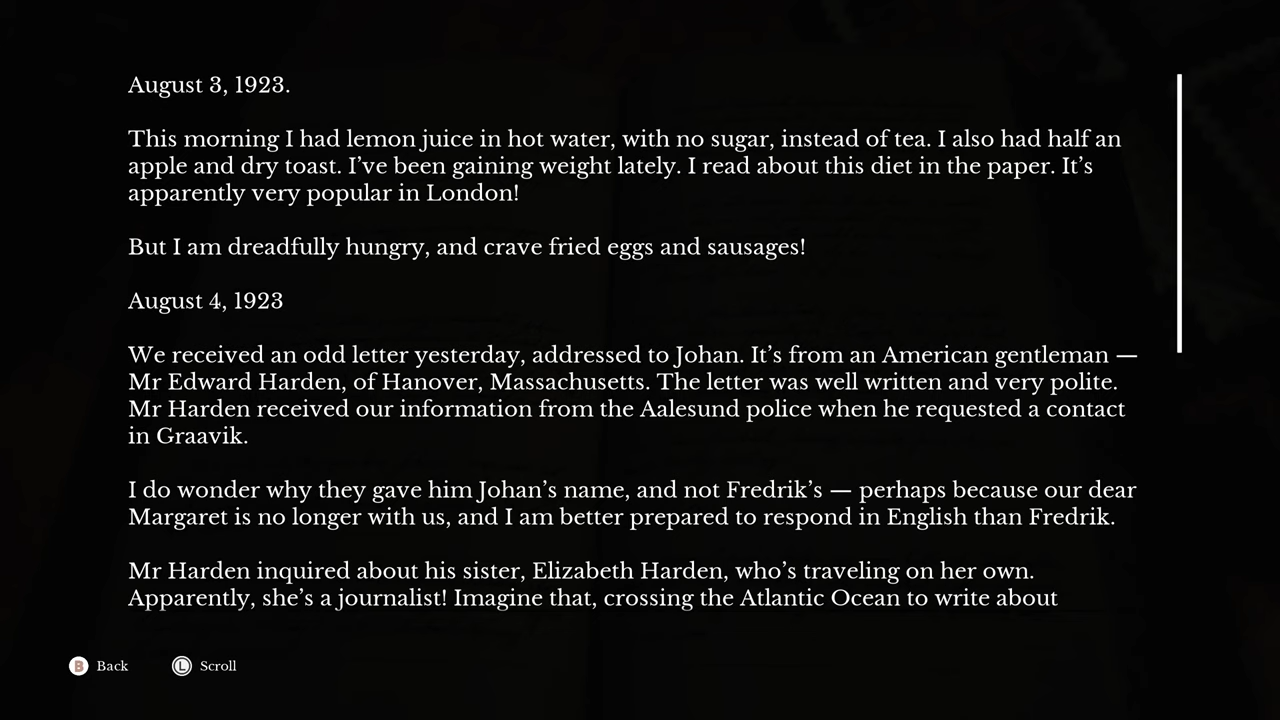 August 3, 1923.
This morning I had lemon juice in hot water, with no sugar, instead of tea. I also had half an
apple and dry toast. I’ve been gaining weight lately. I read about this diet in the paper. It’s
apparently very popular in London!
But I am dreadfully hungry, and crave fried eggs and sausages!
August 4, 1923
We received an odd letter yesterday, addressed to Johan. It’s from an American gentleman —
Mr Edward Harden, of Hanover, Massachusetts. The letter was well written and very polite.
Mr Harden received our information from the Aalesund police when he requested a contact
in Graavik.
I do wonder why they gave him Johan’s name, and not Fredrik’s — perhaps because our dear
Margaret is no longer with us, and I am better prepared to respond in English than Fredrik.
Mr Harden inquired about his sister, Elizabeth Harden, who’s traveling on her own.
Apparently, she’s a journalist! Imagine that, crossing the Atlantic Ocean to write about
B Back
L Scroll